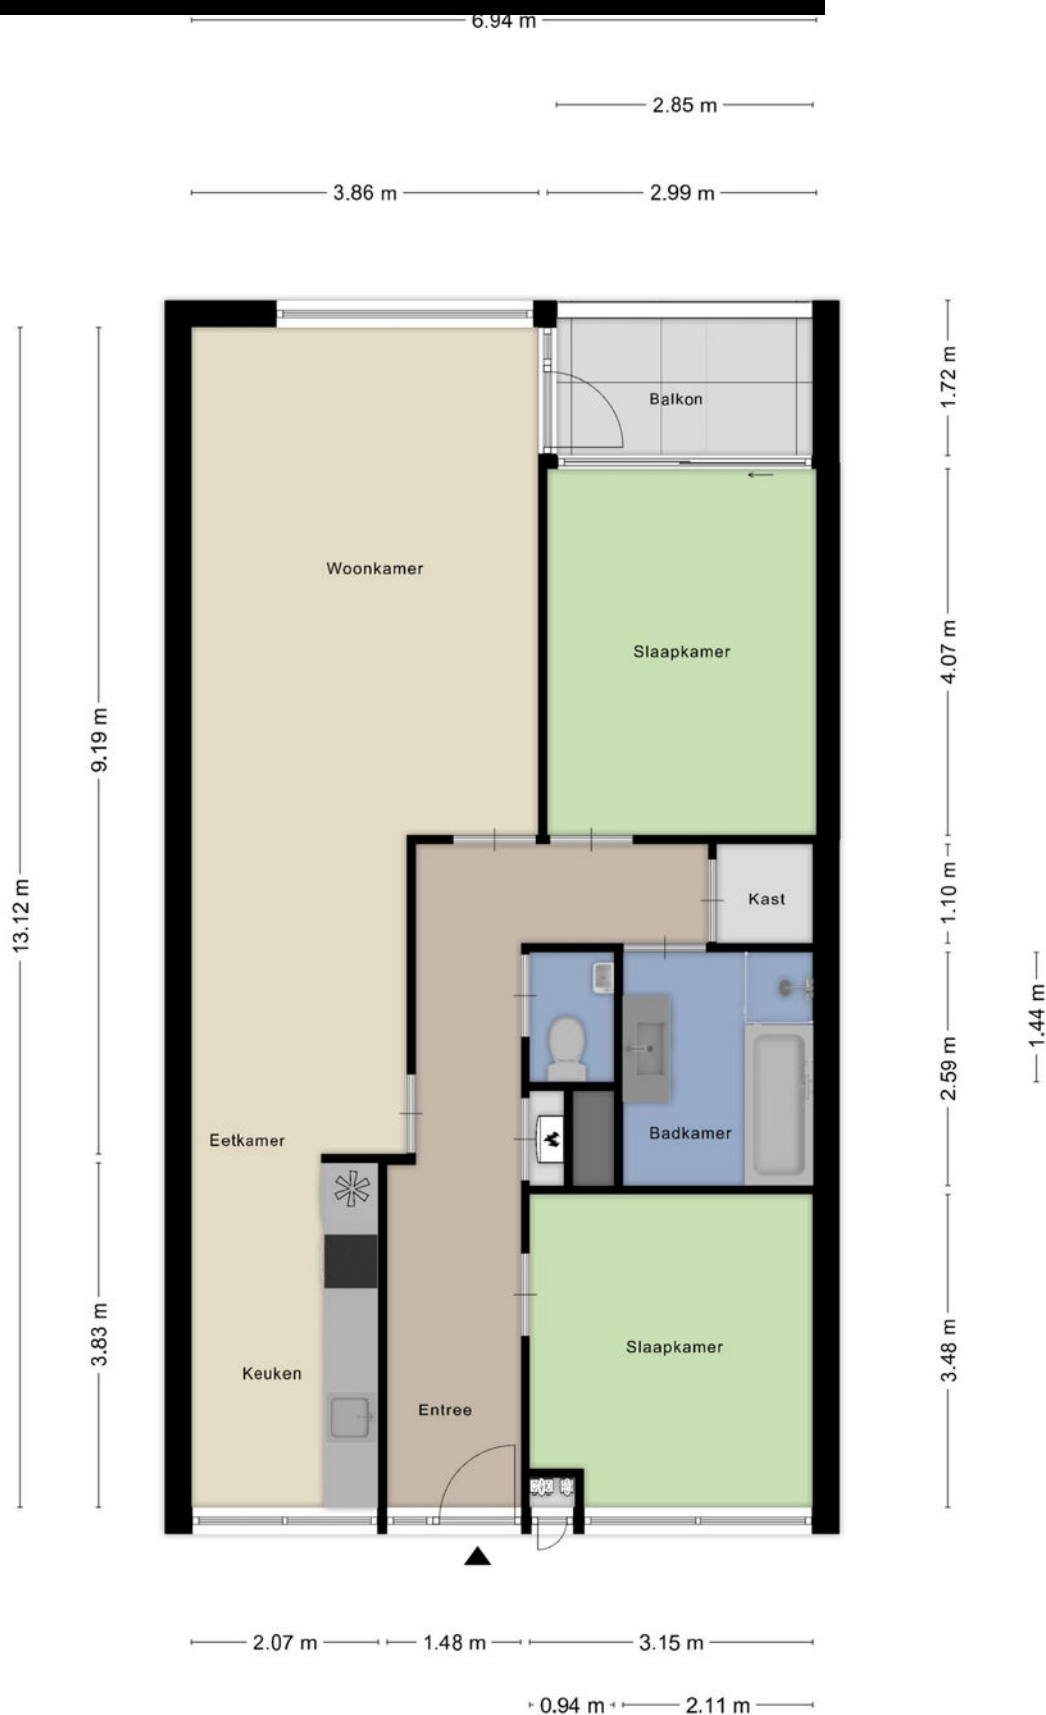 6.94 m
2.85 m
3.86 m
2.99 m
1.72 m
Balkon
Woonkamer
4.07 m
Slaapkamer
9.19 m
13.12 m
1.10 m
Kast
1.44 m
2.59 m
Eetkamer
Badkamer
3.83 m
3.48 m
Slaapkamer
Keuken
Entree
2.07 m
1.48 m
3.15 m
0.94 m
2.11 m